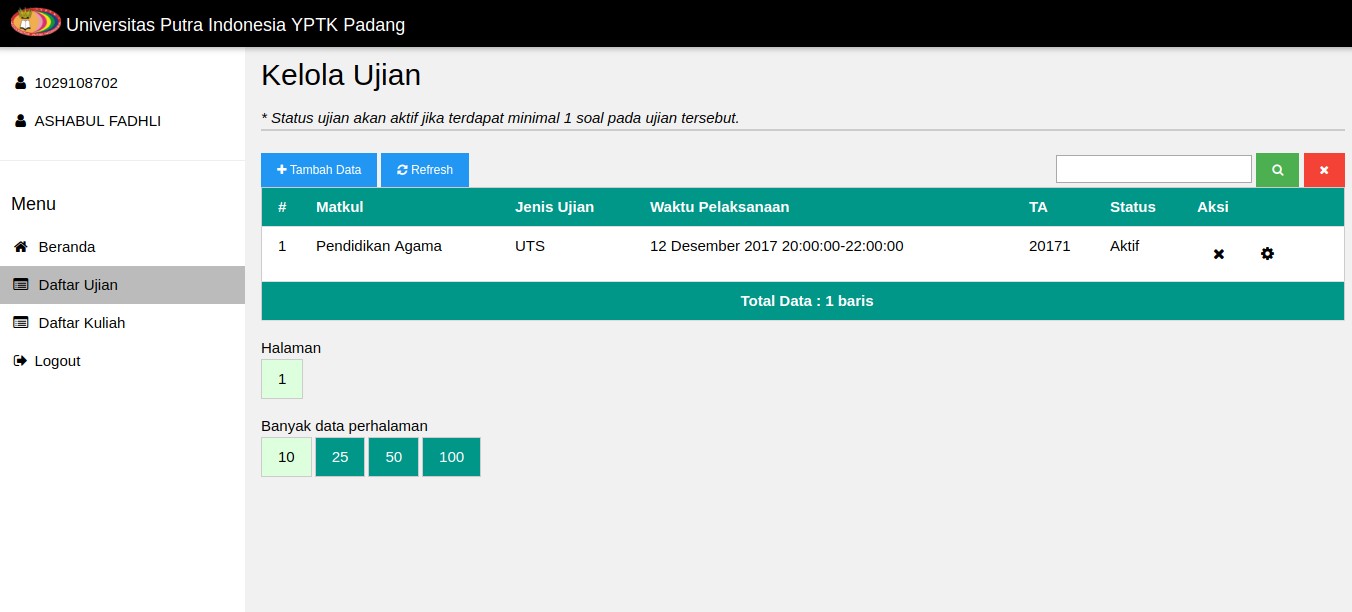 Universitas Putra Indonesia YPTK Padang
1029108702
ASHABUL FADHLI
Menu
Beranda
Daftar Ujian
Daftar Kuliah
Logout
Kelola Ujian
* Status ujian akan aktif jika terdapat minimal 1 soal pada ujian tersebut.
Tambah Data Refresh
# Matkul Jenis Ujian Waktu Pelaksanaan TA Status Aksi
1 Pendidikan Agama UTS 12 Desember 2017 20:00:00-22:00:00 20171 Aktif
Total Data : 1 baris
Halaman
1
Banyak data perhalaman
10 25 50 100